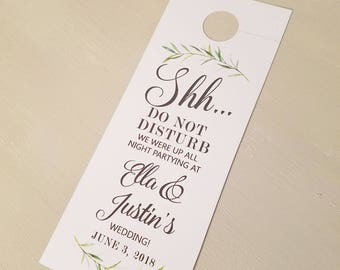 Shh...
DO NOT
DISTURB
WE WERE UP ALL
NIGHT PARTYING AT
Ella &
Justin's
WEDDING!
JUNE 3, 2018